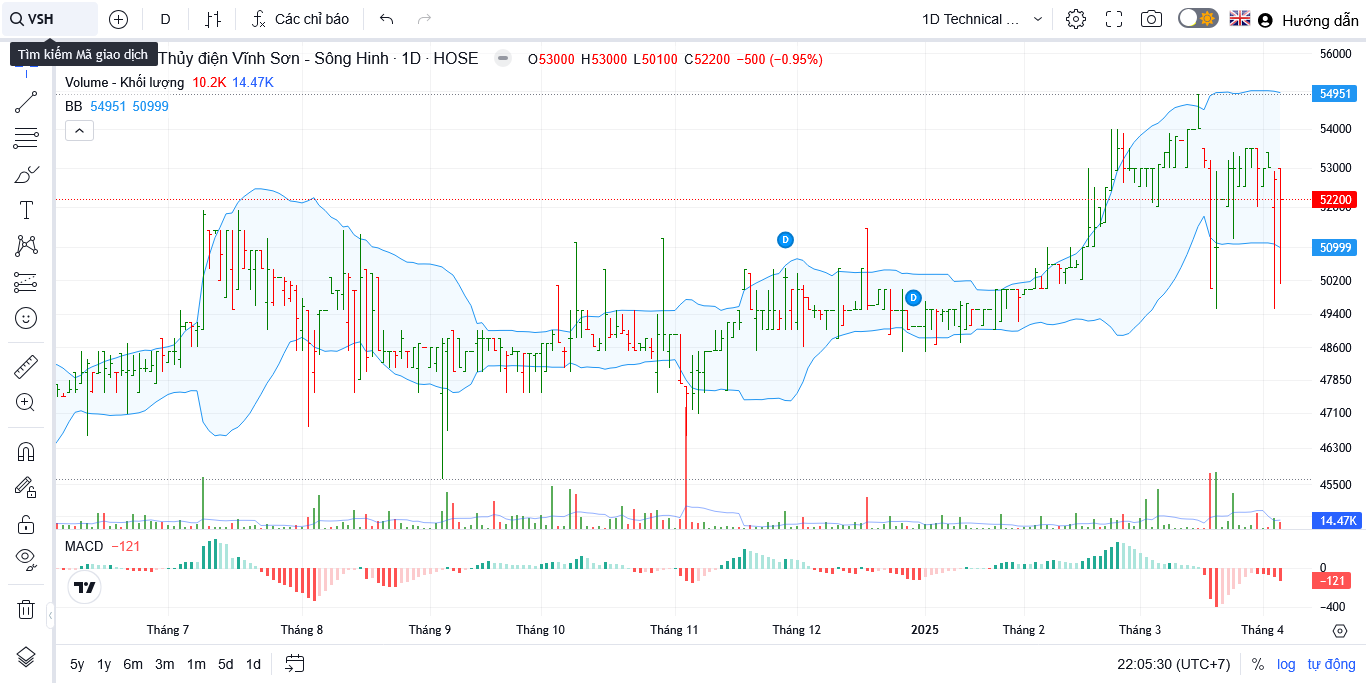 VSH
D
Các chỉ báo
1D Technical ...
Hướng dẫn
Tìm kiếm Mã giao dịch
Thủy điện Vĩnh Sơn - Sông Hinh · 1D · HOSE
O53000 H53000 L50100 C52200 −500 (−0.95%)
Volume - Khối lượng 10.2K 14.47K
BB 54951 50999
56000
54951
54000
53000
52200
52000
50999
50200
49400
48600
47850
47100
46300
45500
14.47K
D
D
MACD −121
0
−121
−400
Tháng 7 Tháng 8 Tháng 9 Tháng 10 Tháng 11 Tháng 12 2025 Tháng 2 Tháng 3 Tháng 4
5y 1y 6m 3m 1m 5d 1d
22:05:30 (UTC+7) % log tự động